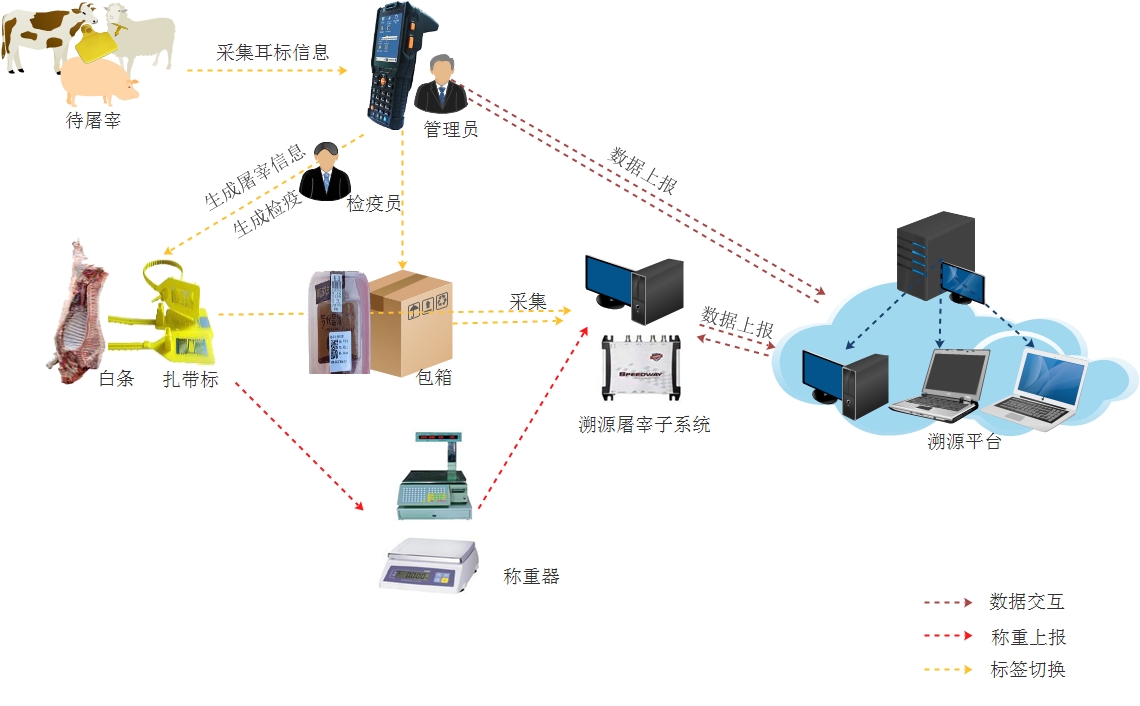 采集耳标信息
待屠宰
管理员
生成屠宰信息
生成检疫
检疫员
数据上报
白条
扎带标
包箱
采集
数据上报
SPEEDWAY
溯源屠宰子系统
溯源平台
称重器
数据交互
称重上报
标签切换